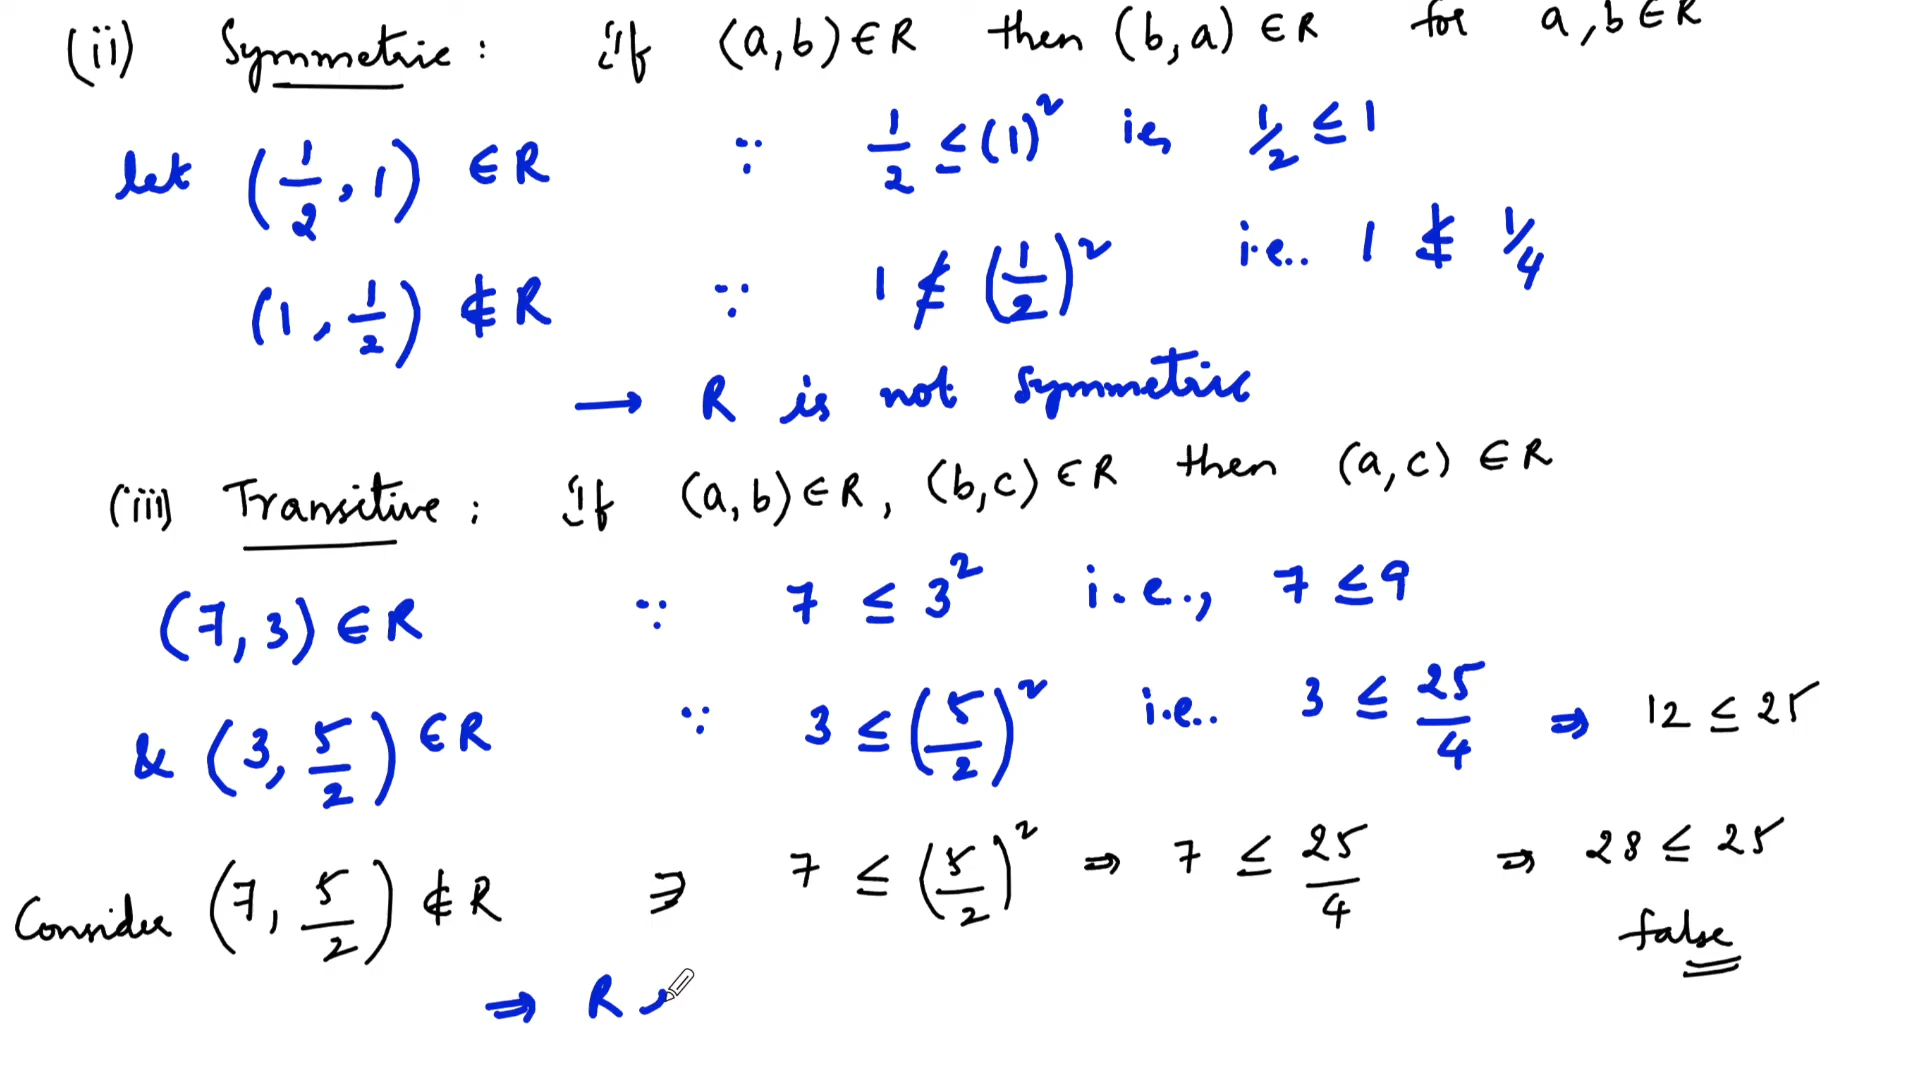 (ii) Symmetric : if (a,b)∈R then (b,a) ∈R for a,b∈R
let (1/2, 1) ∈R ∵ 1/2 ≤ (1)² ie, 1/2 ≤ 1
(1, 1/2) ∉R ∵ 1 ≰ (1/2)² i.e.. 1 ≰ 1/4
→ R is not symmetric
(iii) Transitive : if (a,b)∈R, (b,c)∈R then (a,c) ∈R
(7,3)∈R ∵ 7 ≤ 3² i.e., 7 ≤ 9
& (3, 5/2) ∈R ∵ 3 ≤ (5/2)² i.e.. 3 ≤ 25/4 ⇒ 12 ≤ 25
Consider (7, 5/2) ∉R ∋ 7 ≤ (5/2)² ⇒ 7 ≤ 25/4 ⇒ 28 ≤ 25
false
⇒ R